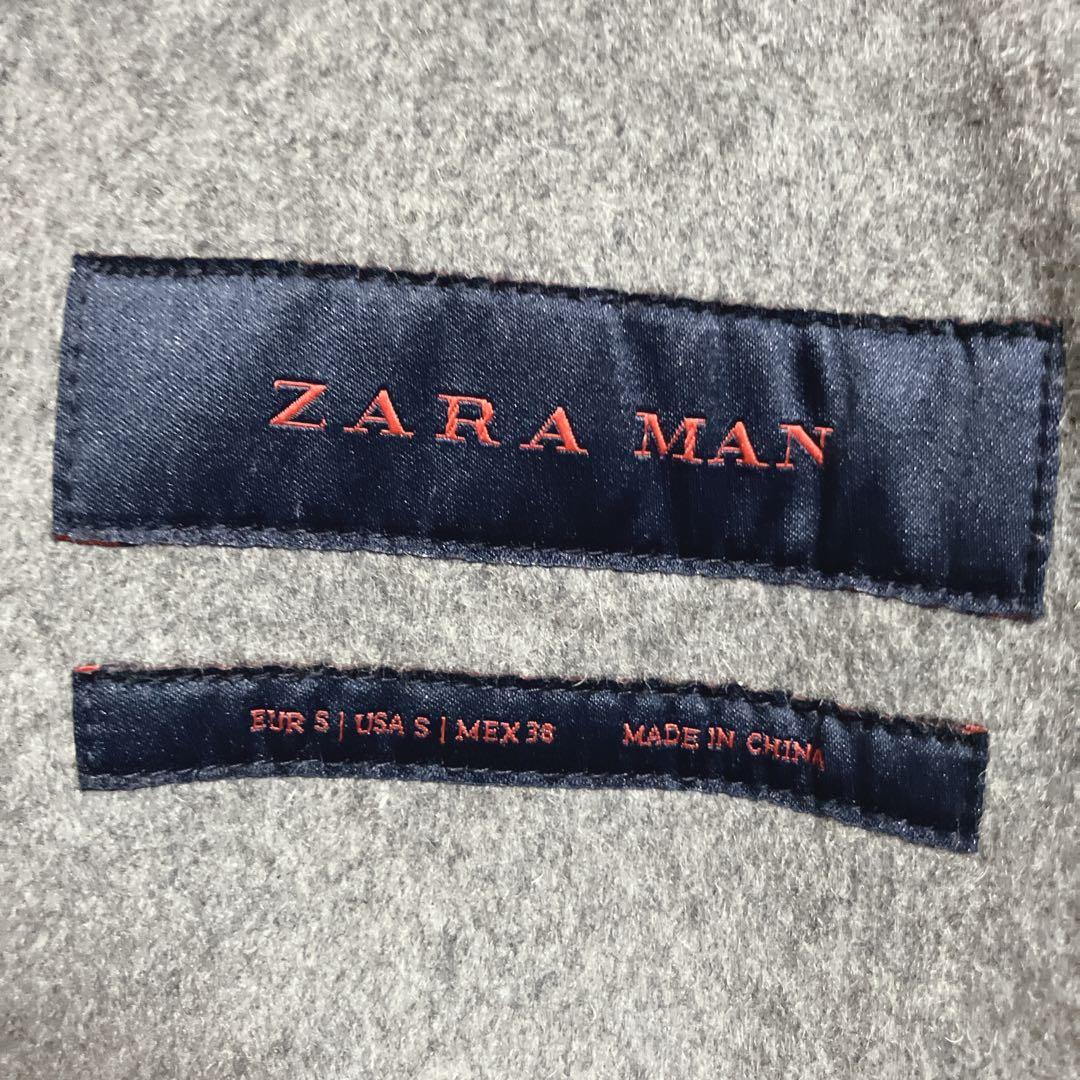 ZARA MAN
EUR S | USA S | MEX 38 MADE IN CHINA